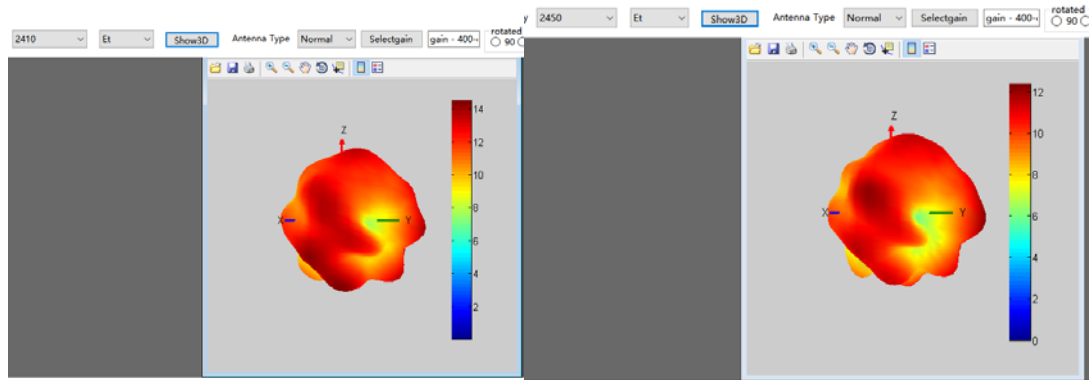 2410 Et Show3D Antenna Type Normal Selectgain gain - 400- rotated 90
Z
X Y
14
12
10
8
6
4
2
y 2450 Et Show3D Antenna Type Normal Selectgain gain - 400- rotated 90
Z
X Y
12
10
8
6
4
2
0